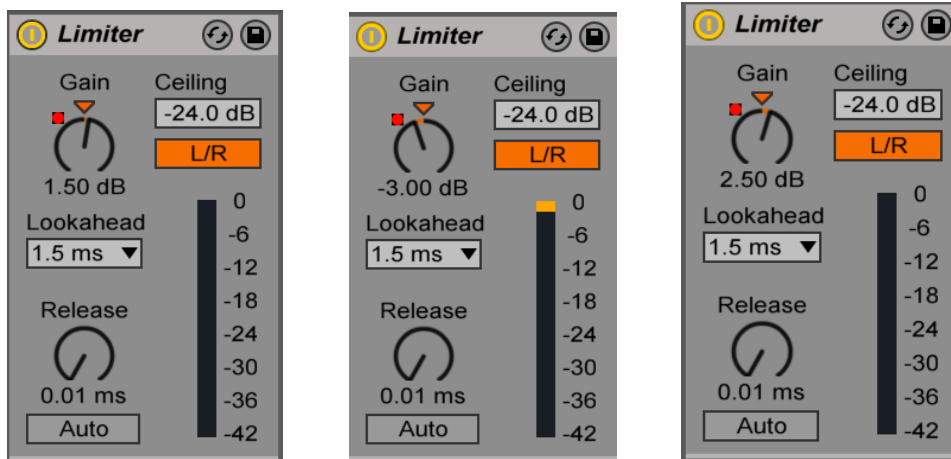 Limiter
Gain Ceiling
-24.0 dB
L/R
1.50 dB
0
Lookahead
-6
1.5 ms
-12
-18
Release
-24
-30
0.01 ms
-36
Auto
-42
Limiter
Gain Ceiling
-24.0 dB
L/R
-3.00 dB
0
Lookahead
-6
1.5 ms
-12
-18
Release
-24
-30
0.01 ms
-36
Auto
-42
Limiter
Gain Ceiling
-24.0 dB
L/R
2.50 dB
0
Lookahead
-6
1.5 ms
-12
-18
Release
-24
-30
0.01 ms
-36
Auto
-42